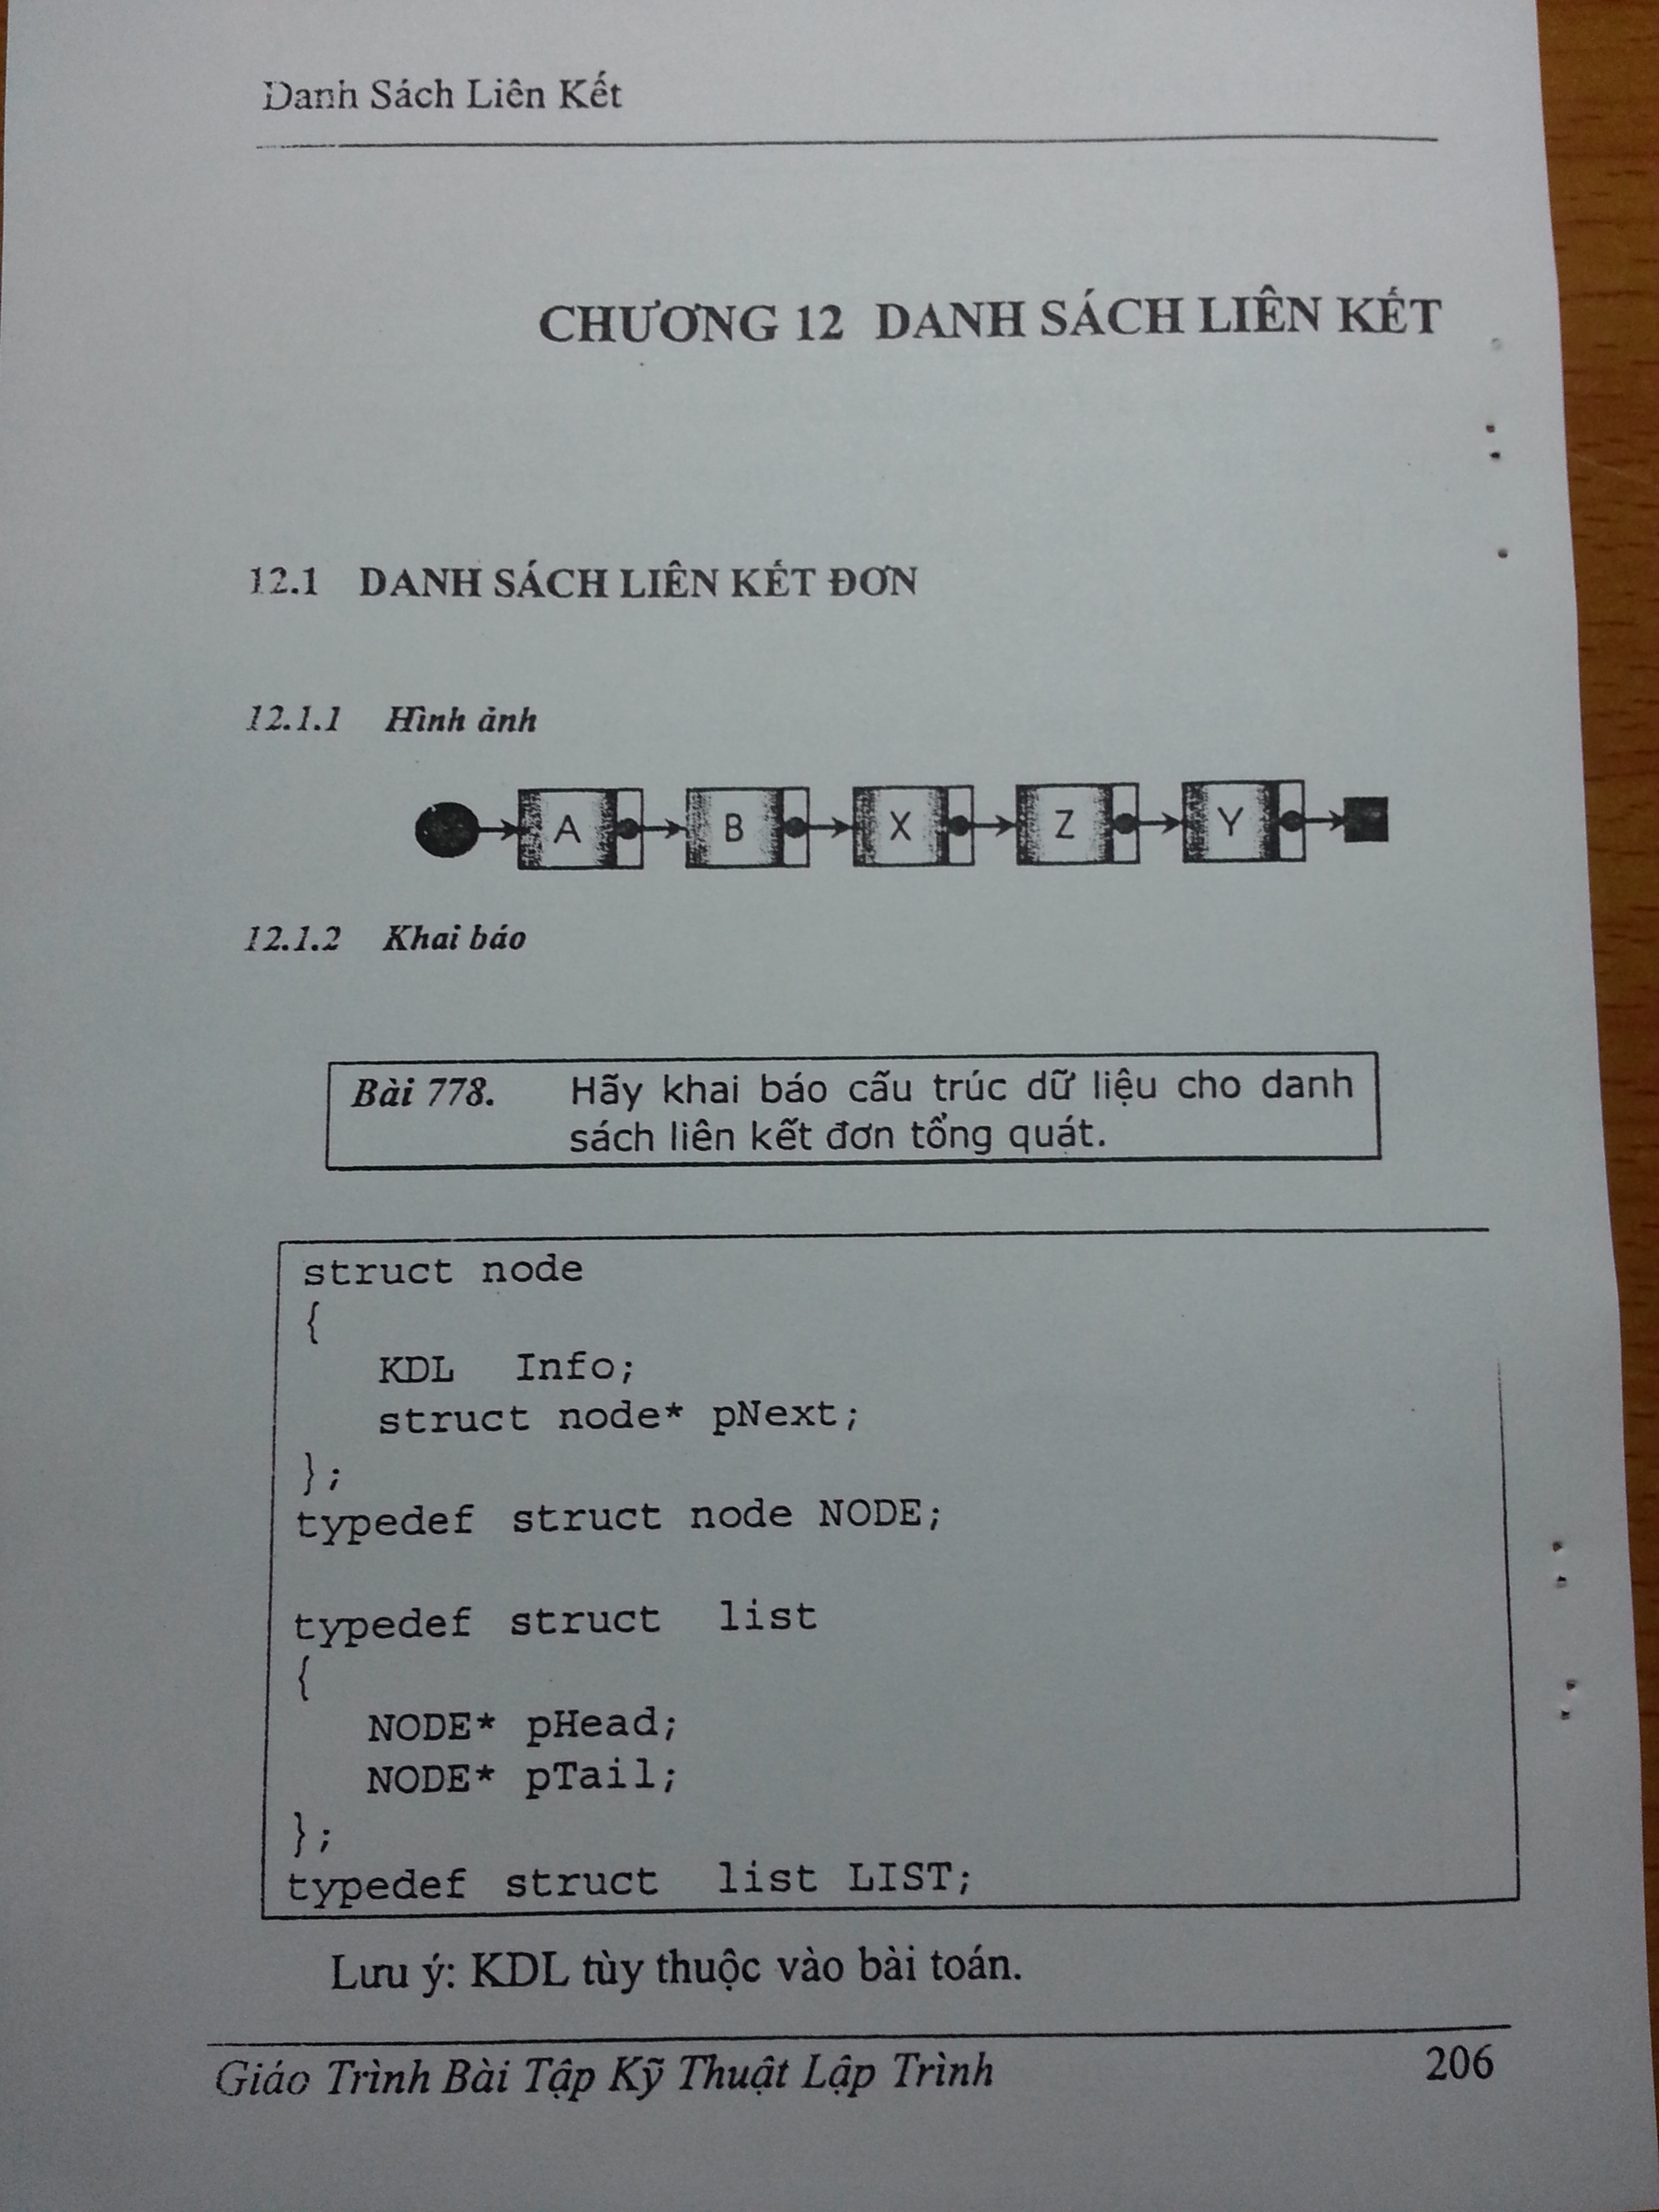 Danh Sách Liên Kết
CHƯƠNG 12 DANH SÁCH LIÊN KẾT
12.1 DANH SÁCH LIÊN KẾT ĐƠN
12.1.1 Hình ảnh
A B X Z Y
12.1.2 Khai báo
Bài 778. Hãy khai báo cấu trúc dữ liệu cho danh
sách liên kết đơn tổng quát.
struct node
{
KDL Info;
struct node* pNext;
};
typedef struct node NODE;
typedef struct list
{
NODE* pHead;
NODE* pTail;
};
typedef struct list LIST;
Lưu ý: KDL tùy thuộc vào bài toán.
Giáo Trình Bài Tập Kỹ Thuật Lập Trình 206